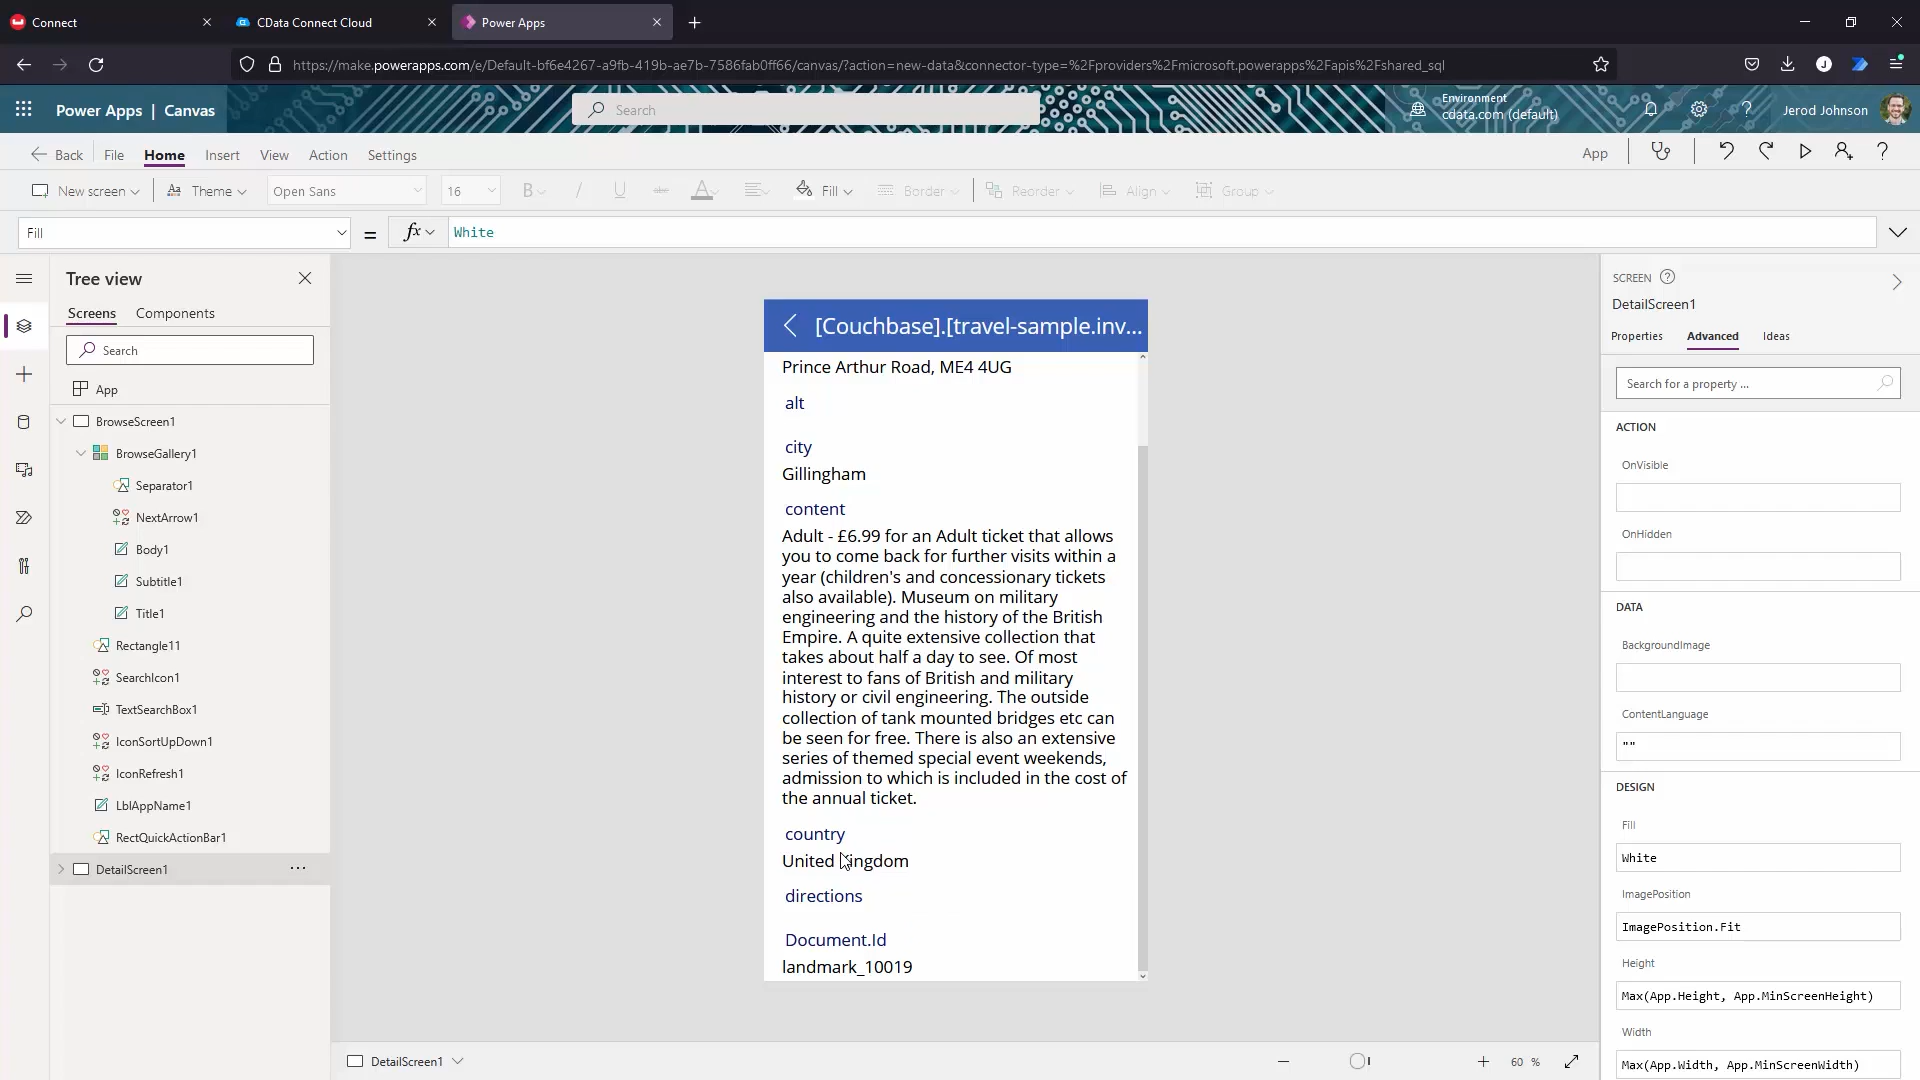 Connect
CData Connect Cloud
Power Apps
https://make.powerapps.com/e/Default-bf6e4267-a9fb-419b-ae7b-7586fab0ff66/canvas/?action=new-data&connector-type=%2Fproviders%2Fmicrosoft.powerapps%2Fapis%2Fshared_sql
J
Power Apps | Canvas
Search
Environment
cdata.com (default)
Jerod Johnson
Back
File
Home
Insert
View
Action
Settings
App
New screen
Theme
Open Sans
16
Fill
Border
Reorder
Align
Group
Fill
=
fx
White
Tree view
Screens
Components
Search
App
BrowseScreen1
BrowseGallery1
Separator1
NextArrow1
Body1
Subtitle1
Title1
Rectangle11
SearchIcon1
TextSearchBox1
IconSortUpDown1
IconRefresh1
LblAppName1
RectQuickActionBar1
DetailScreen1
[Couchbase].[travel-sample.inv...
Prince Arthur Road, ME4 4UG
alt
city
Gillingham
content
Adult - £6.99 for an Adult ticket that allows
you to come back for further visits within a
year (children's and concessionary tickets
also available). Museum on military
engineering and the history of the British
Empire. A quite extensive collection that
takes about half a day to see. Of most
interest to fans of British and military
history or civil engineering. The outside
collection of tank mounted bridges etc can
be seen for free. There is also an extensive
series of themed special event weekends,
admission to which is included in the cost of
the annual ticket.
country
United Kingdom
directions
Document.Id
landmark_10019
DetailScreen1
60 %
SCREEN
DetailScreen1
Properties
Advanced
Ideas
Search for a property ...
ACTION
OnVisible
OnHidden
DATA
BackgroundImage
ContentLanguage
""
DESIGN
Fill
White
ImagePosition
ImagePosition.Fit
Height
Max(App.Height, App.MinScreenHeight)
Width
Max(App.Width, App.MinScreenWidth)